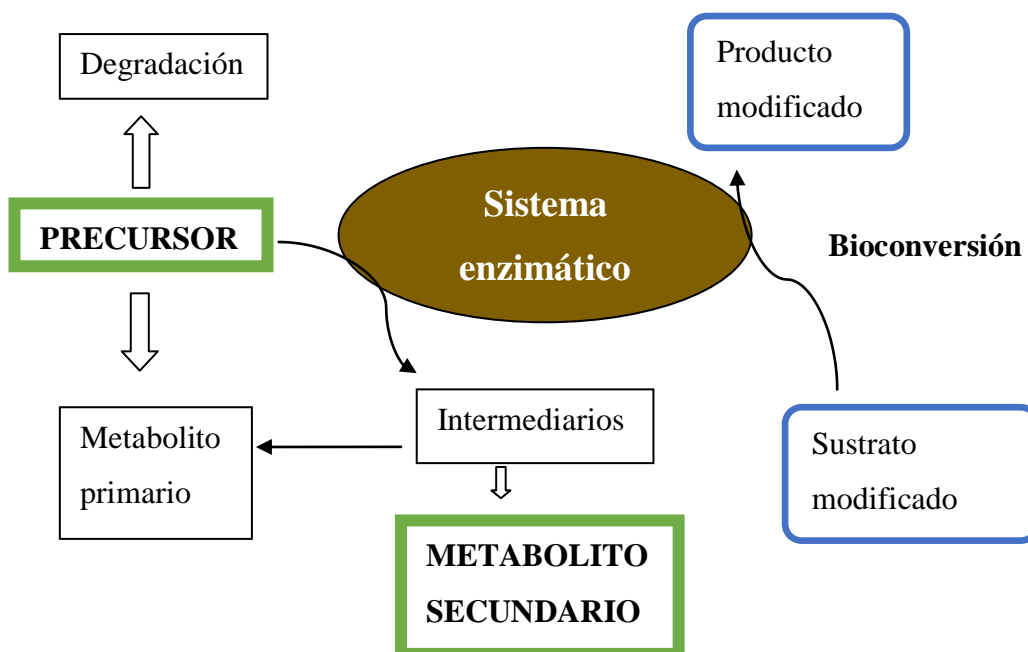 Degradación
Producto
modificado
Sistema
enzimático
PRECURSOR
Bioconversión
Metabolito
primario
Intermediarios
Sustrato
modificado
METABOLITO
SECUNDARIO